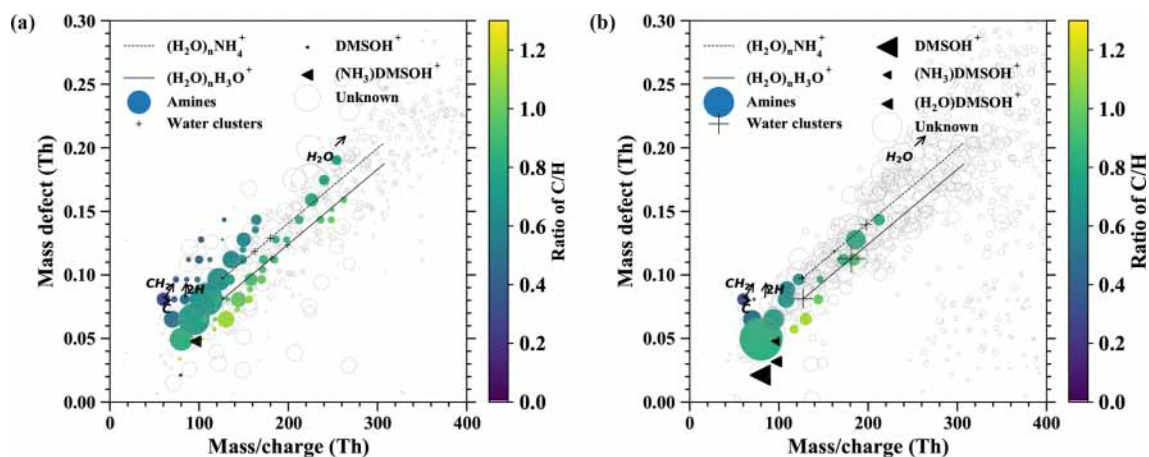 (a)
0.30
0.25
0.20
0.15
0.10
0.05
0.00
Mass defect (Th)
(H₂O)ₙNH₄⁺
(H₂O)ₙH₃O⁺
Amines
Water clusters
DMSOH⁺
(NH₃)DMSOH⁺
Unknown
H₂O
CH₂
2H
C
0 100 200 300 400
Mass/charge (Th)
1.2
1.0
0.8
0.6
0.4
0.2
0.0
Ratio of C/H
(b)
0.30
0.25
0.20
0.15
0.10
0.05
0.00
Mass defect (Th)
(H₂O)ₙNH₄⁺
(H₂O)ₙH₃O⁺
Amines
Water clusters
DMSOH⁺
(NH₃)DMSOH⁺
(H₂O)DMSOH⁺
Unknown
H₂O
CH₂
2H
C
0 100 200 300 400
Mass/charge (Th)
1.2
1.0
0.8
0.6
0.4
0.2
0.0
Ratio of C/H